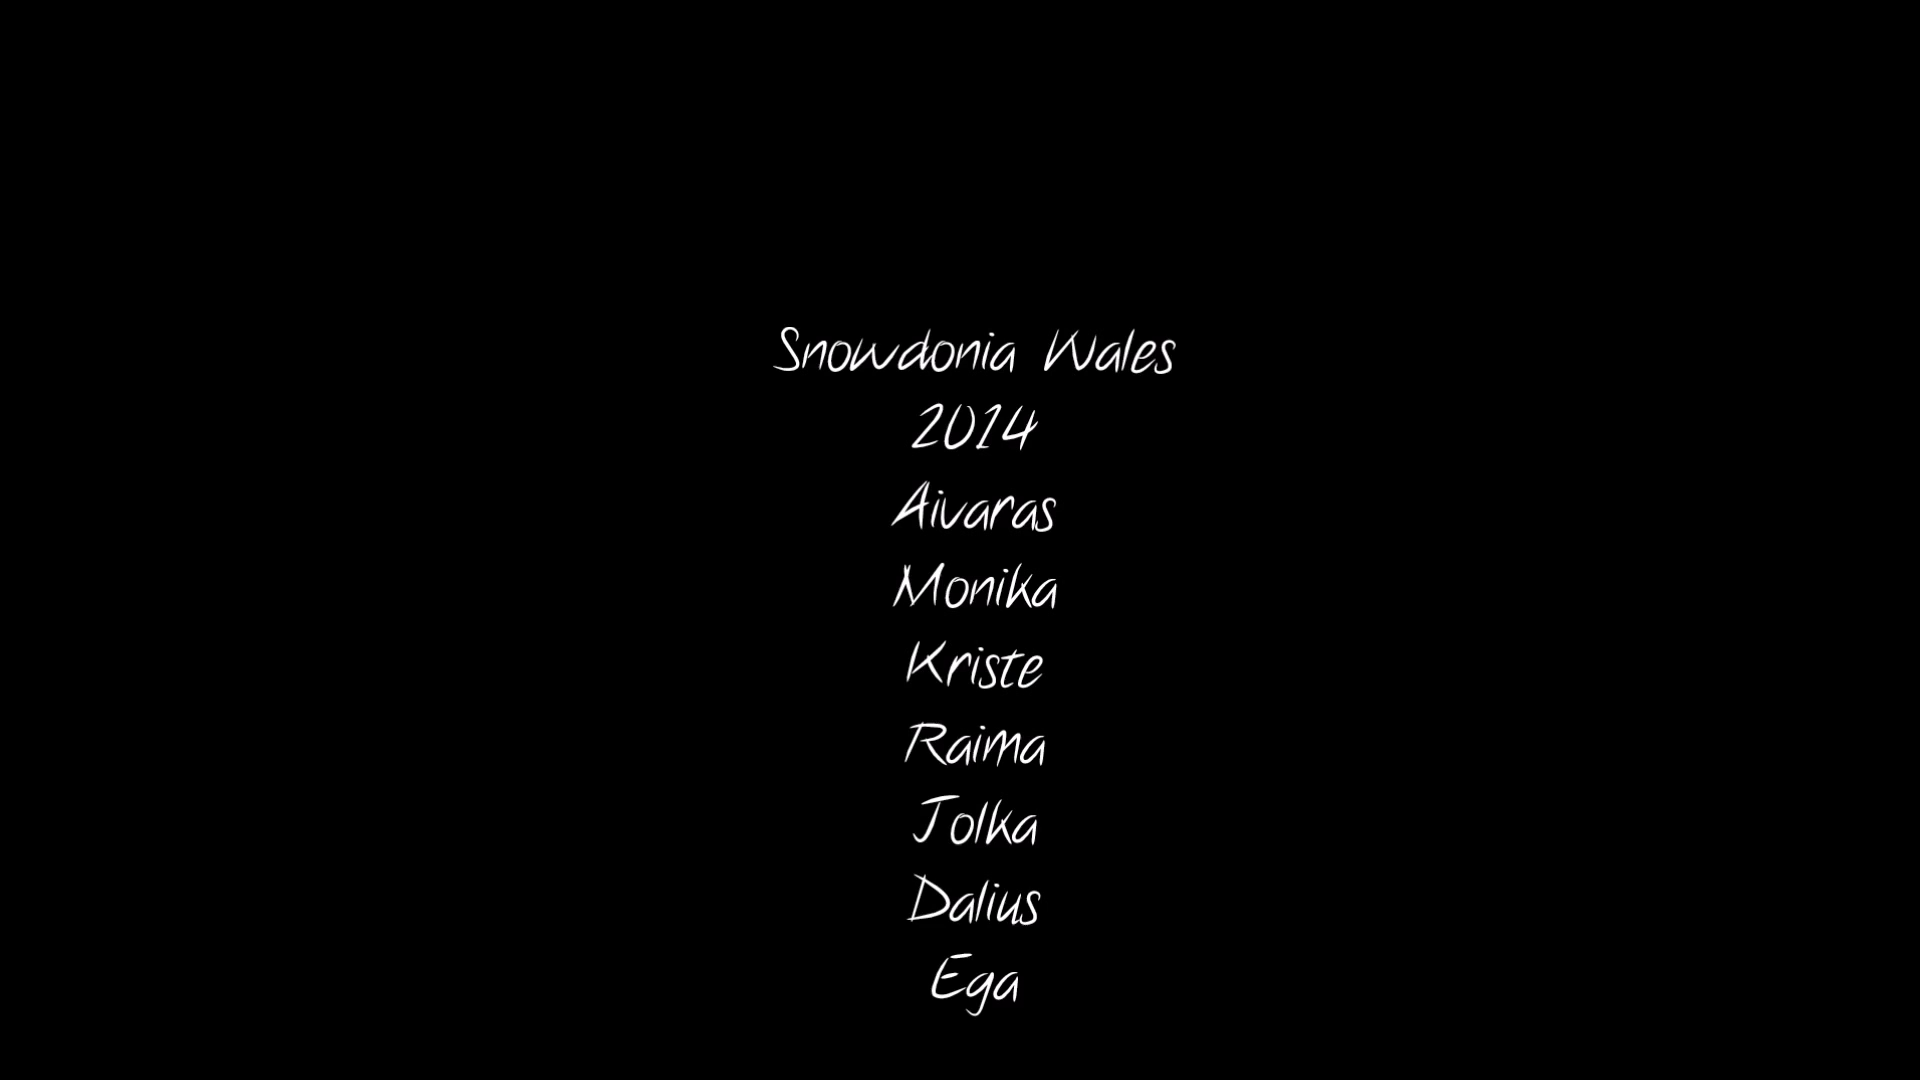 Snowdonia Wales
2014
Aivaras
Monika
Kriste
Raima
Jolka
Dalius
Ega